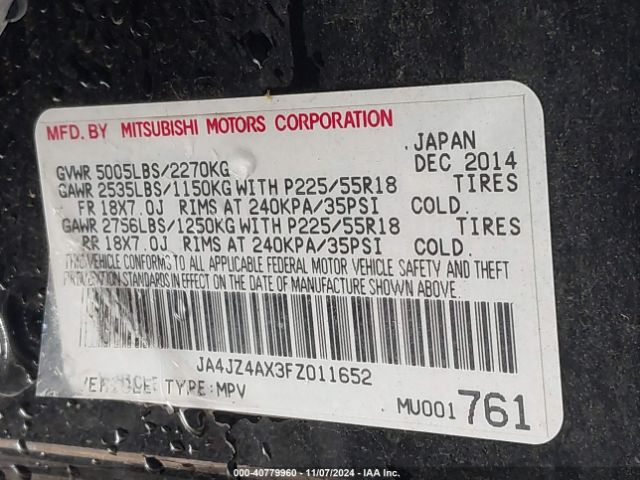 MFD. BY MITSUBISHI MOTORS CORPORATION
, JAPAN
GVWR 5005LBS/2270KG DEC 2014
GAWR 2535LBS/1150KG WITH P225/55R18 TIRES
FR 18X7.0J RIMS AT 240KPA/35PSI COLD.
GAWR 2756LBS/1250KG WITH P225/55R18 TIRES
RR 18X7.0J RIMS AT 240KPA/35PSI COLD.
THIS VEHICLE CONFORMS TO ALL APPLICABLE FEDERAL MOTOR VEHICLE SAFETY AND THEFT
PREVENTION STANDARDS IN EFFECT ON THE DATE OF MANUFACTURE SHOWN ABOVE.
JA4JZ4AX3FZ011652
TYPE:MPV
MU001 761
000-40779960 - 11/07/2024 - IAA Inc.